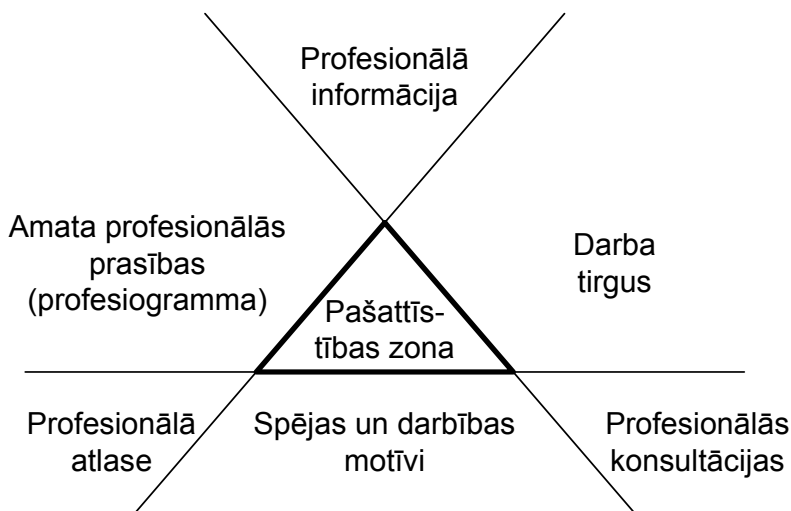 Profesionālā
informācija
Amata profesionālās
prasības
(profesiogramma)
Darba
tirgus
Pašattīs-
tības zona
Profesionālā
atlase
Spējas un darbības
motīvi
Profesionālās
konsultācijas